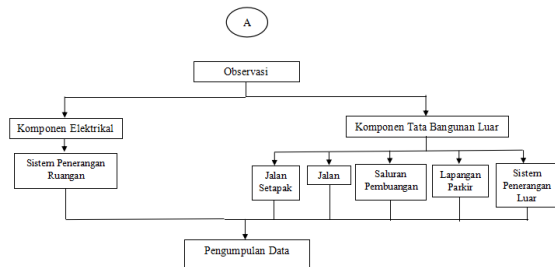 A
Observasi
Komponen Elektrikal
Komponen Tata Bangunan Luar
Sistem Penerangan
Ruangan
Jalan
Setapak
Jalan
Saluran
Pembuangan
Lapangan
Parkir
Sistem
Penerangan
Luar
Pengumpulan Data